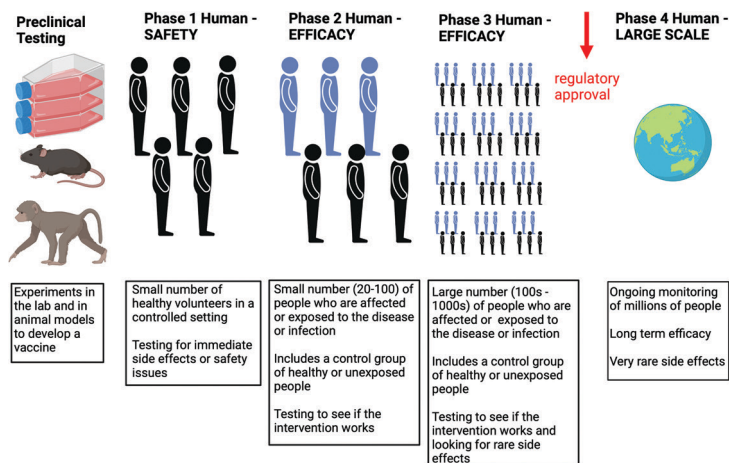 Preclinical
Testing
Phase 1 Human -
SAFETY
Phase 2 Human -
EFFICACY
Phase 3 Human -
EFFICACY
regulatory
approval
Phase 4 Human -
LARGE SCALE
Experiments in
the lab and in
animal models
to develop a
vaccine
Small number of
healthy volunteers in a
controlled setting
Testing for immediate
side effects or safety
issues
Small number (20-100) of
people who are affected
or exposed to the disease
or infection
Includes a control group
of healthy or unexposed
people
Testing to see if the
intervention works
Large number (100s -
1000s) of people who are
affected or exposed to
the disease or infection
Includes a control group
of healthy or unexposed
people
Testing to see if the
intervention works and
looking for rare side
effects
Ongoing monitoring
of millions of people
Long term efficacy
Very rare side effects